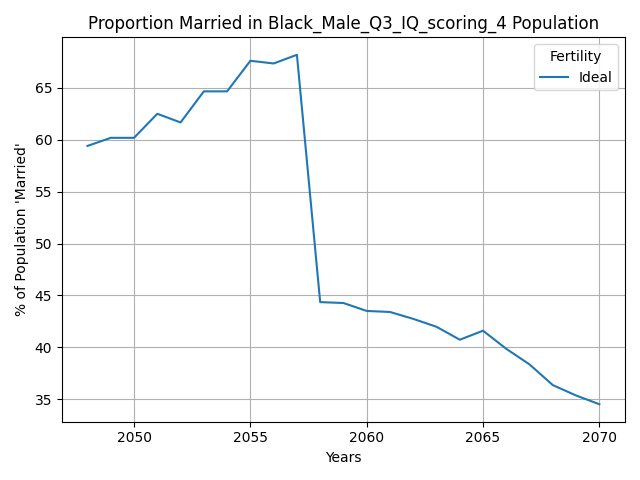 Proportion Married in Black_Male_Q3_IQ_scoring_4 Population
Fertility
Ideal
% of Population 'Married'
65
60
55
50
45
40
35
2050 2055 2060 2065 2070
Years